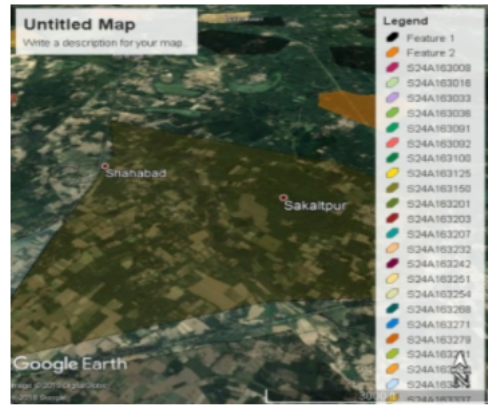 Untitled Map
Write a description for your map.
Legend
Feature 1
Feature 2
S24A163008
S24A163016
S24A163033
S24A163036
S24A163091
S24A163092
S24A163100
S24A163125
S24A163150
S24A163201
S24A163203
S24A163207
S24A163232
S24A163242
S24A163251
S24A163254
S24A163268
S24A163271
S24A163279
Shahabad
Sakaltpur
Google Earth
N